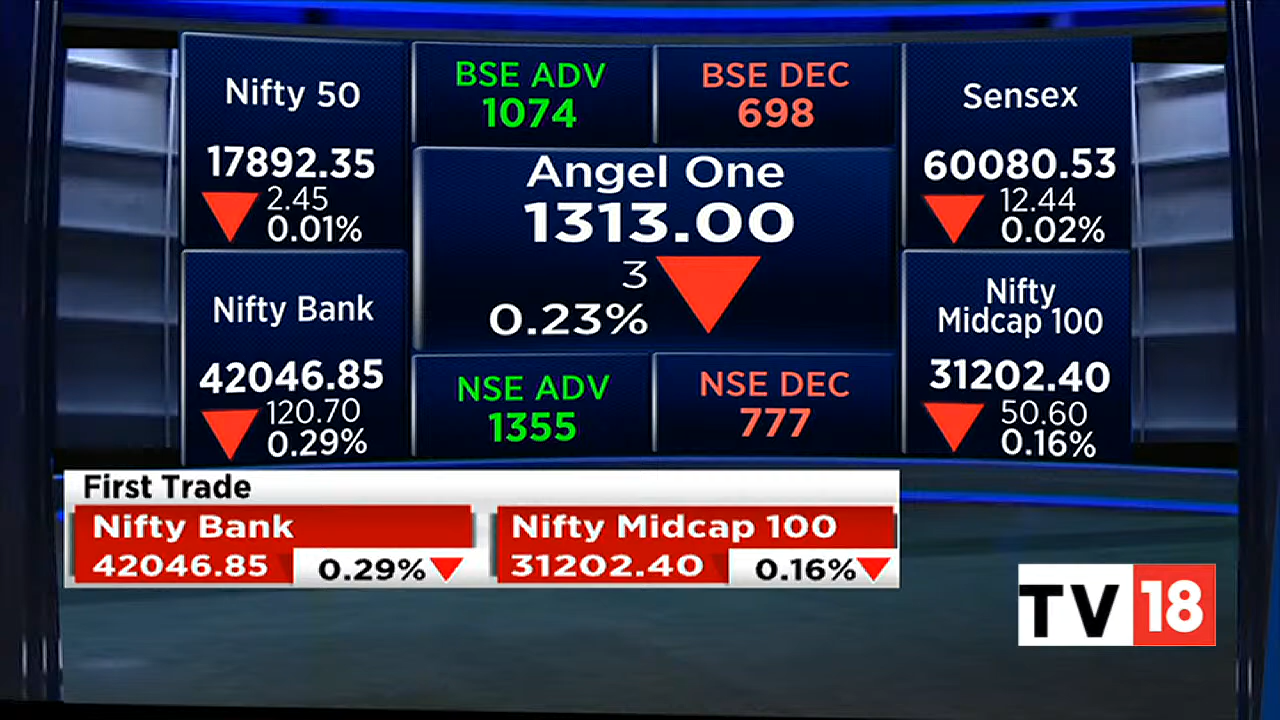 Nifty 50
17892.35
2.45
0.01%
BSE ADV
1074
BSE DEC
698
Sensex
60080.53
12.44
0.02%
Angel One
1313.00
3
0.23%
Nifty Bank
42046.85
120.70
0.29%
NSE ADV
1355
NSE DEC
777
Nifty
Midcap 100
31202.40
50.60
0.16%
First Trade
Nifty Bank
42046.85 0.29%
Nifty Midcap 100
31202.40 0.16%
TV18